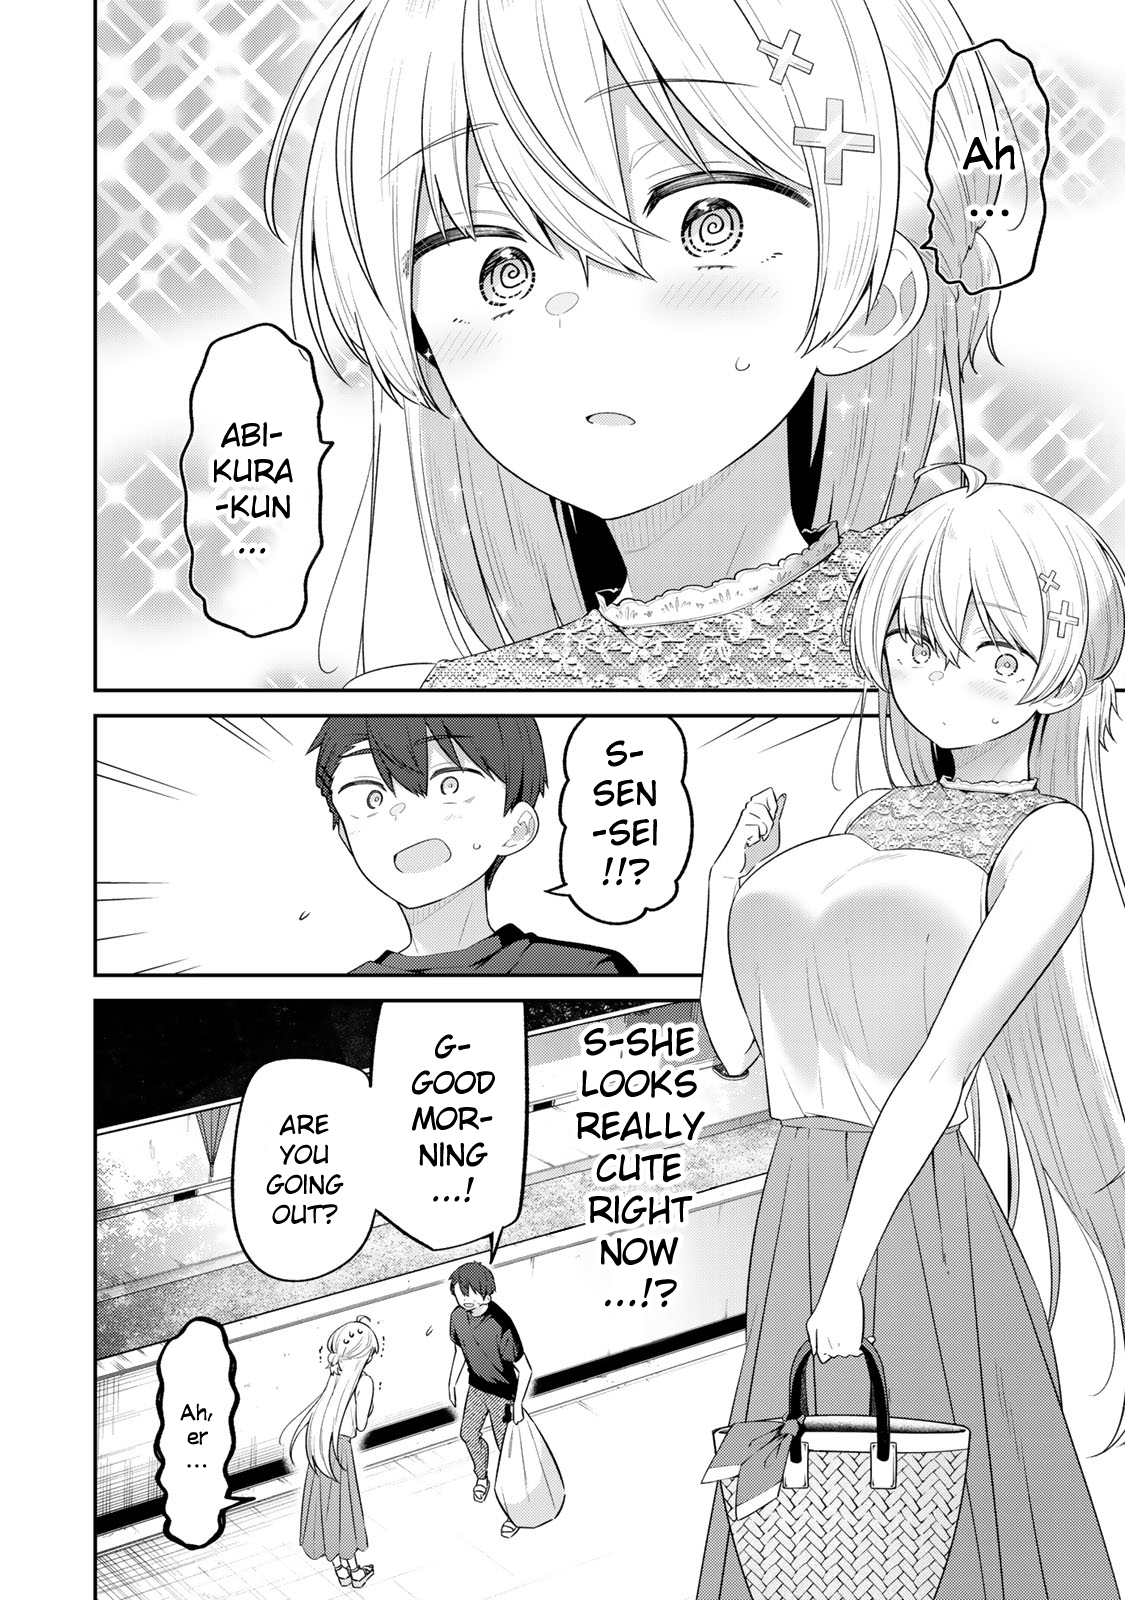 Ah
...
ABI-
KURA
-KUN
...
S-
SEN
-SEI
!!?
S-SHE
LOOKS
REALLY
CUTE
RIGHT
NOW
...!?
G-
GOOD
MOR-
NING
...!
ARE
YOU
GOING
OUT?
Ah,
er
...